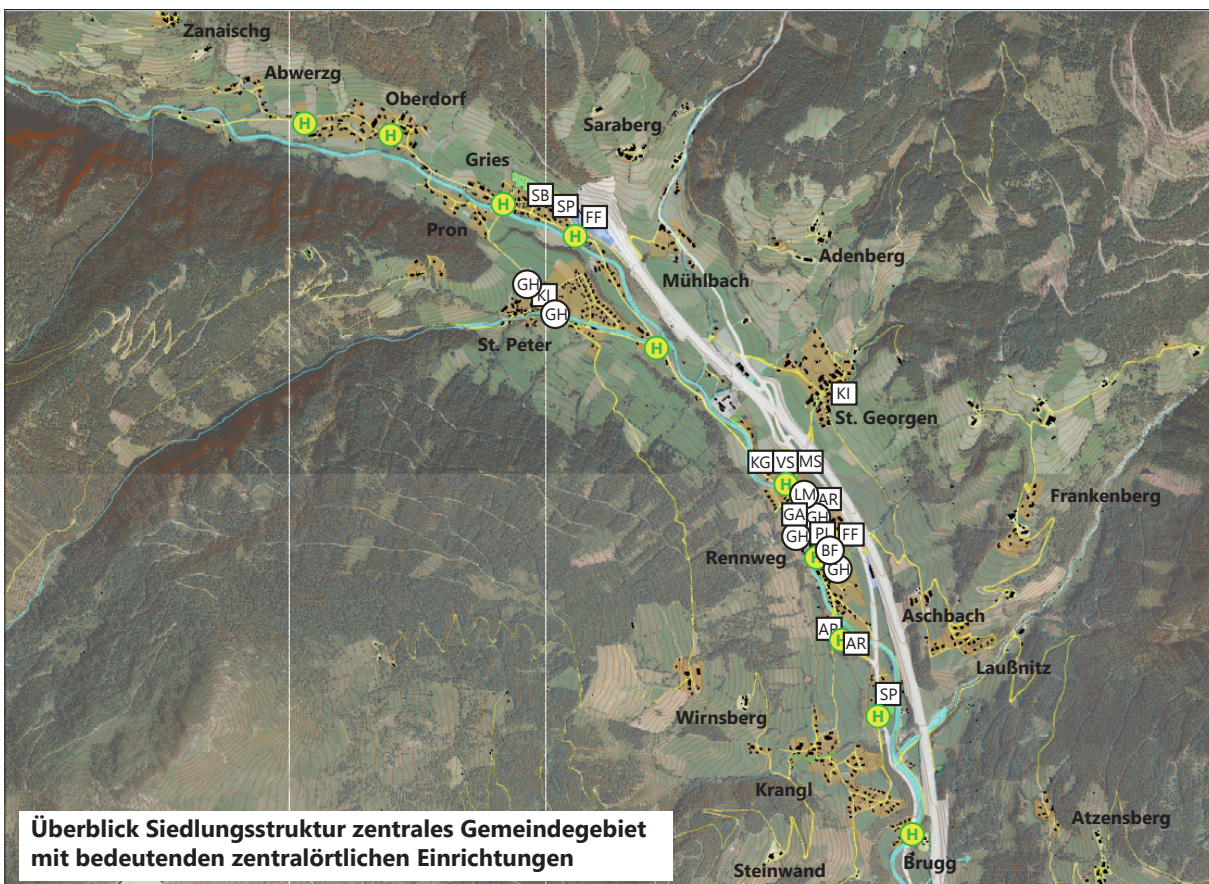 Zanaischg
Abwerzg
Oberdorf
H
H
Saraberg
Gries
SB
SP
FF
H
H
Pron
Adenberg
Mühlbach
GH
KI
GH
St. Peter
H
KI
St. Georgen
KG VS MS
H
LM AR
GA GH
GH PI FF
BF
Rennweg
H
GH
Frankenberg
Aschbach
AR
H
AR
Laußnitz
SP
H
Wirnsberg
Krangl
Atzensberg
H
Brugg
Steinwand
Überblick Siedlungsstruktur zentrales Gemeindegebiet
mit bedeutenden zentralörtlichen Einrichtungen